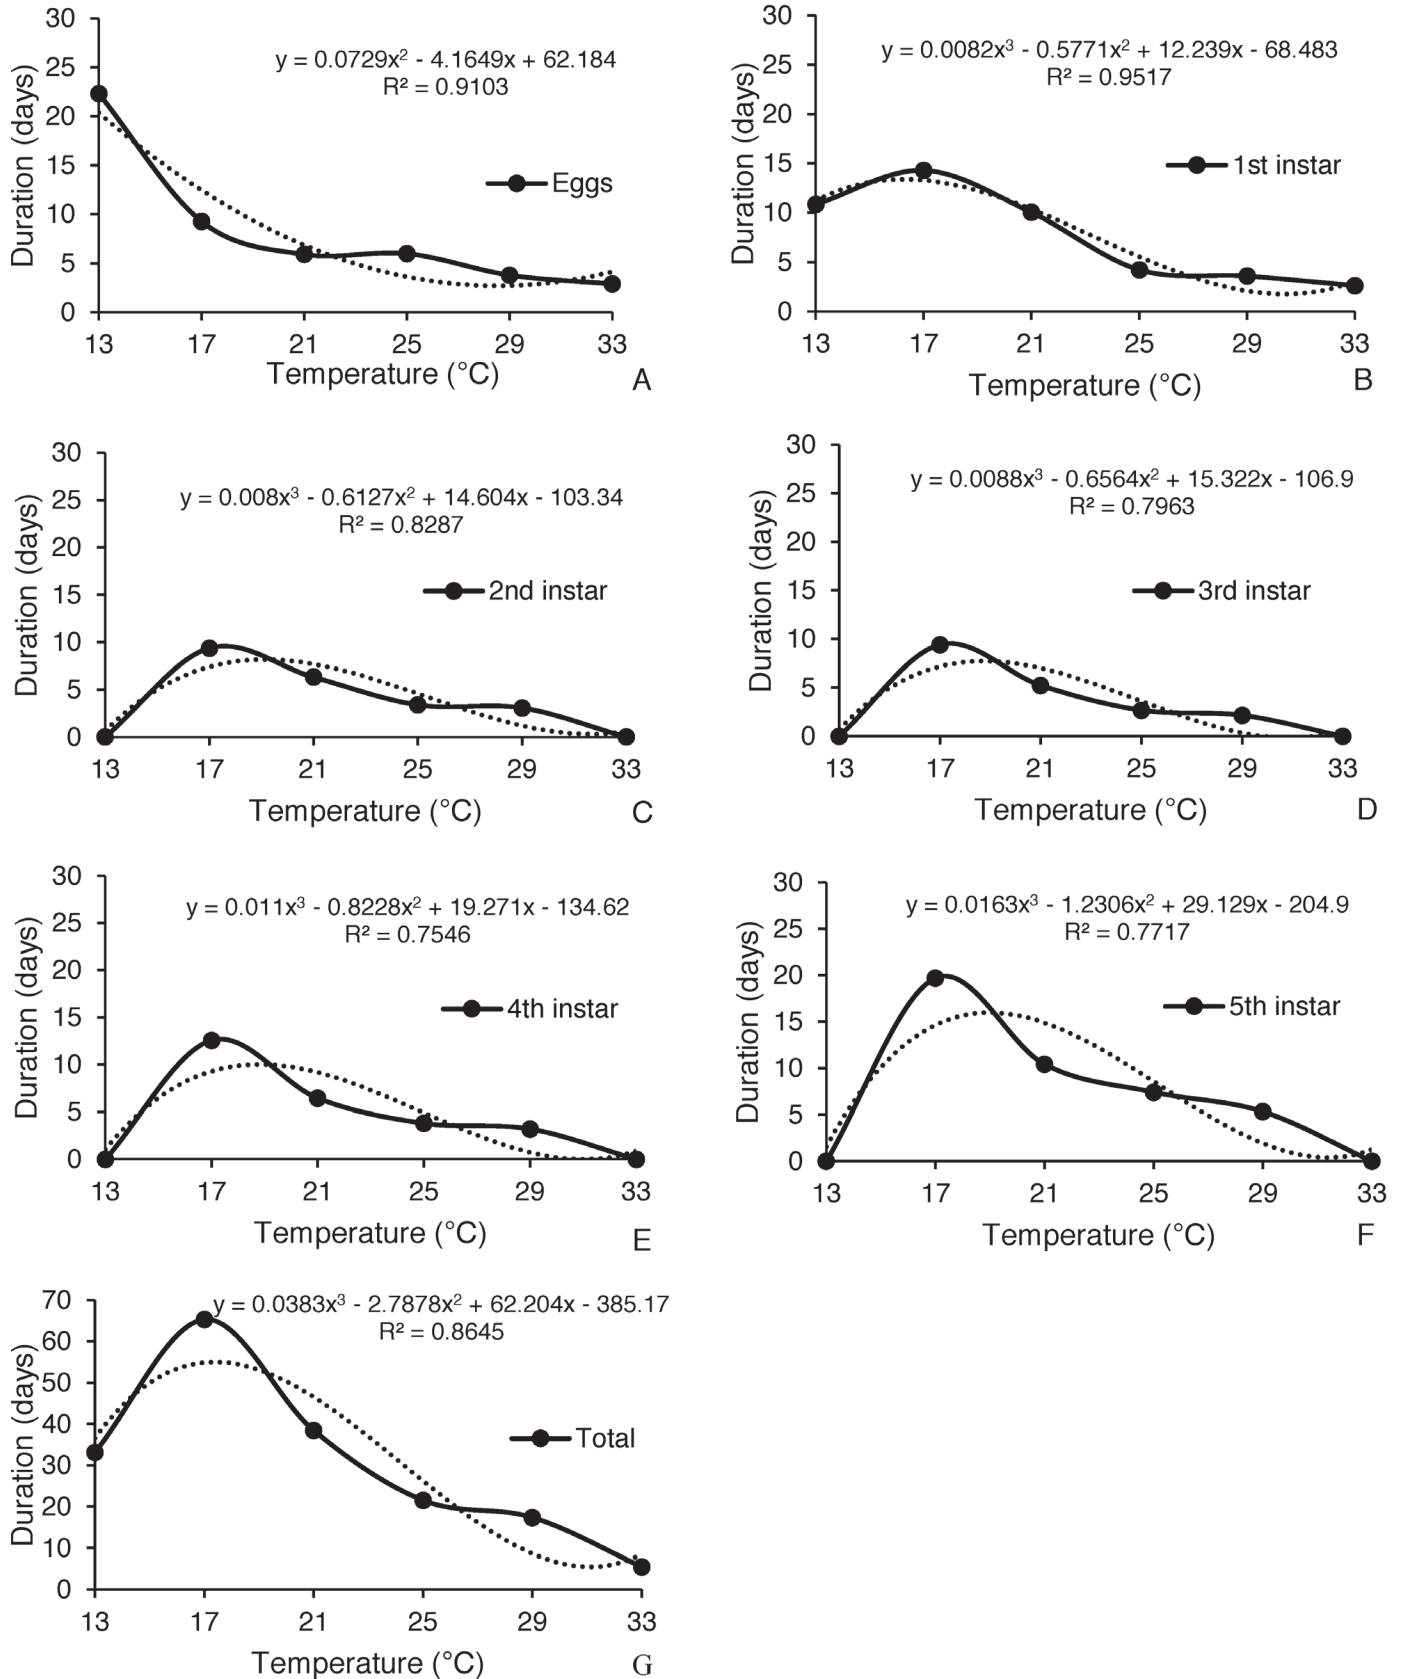 30
25
20
15
10
5
0
Duration (days)
y = 0.0729x² - 4.1649x + 62.184
R² = 0.9103
Eggs
13 17 21 25 29 33
Temperature (°C)
A
30
25
20
15
10
5
0
Duration (days)
y = 0.0082x³ - 0.5771x² + 12.239x - 68.483
R² = 0.9517
1st instar
13 17 21 25 29 33
Temperature (°C)
B
30
25
20
15
10
5
0
Duration (days)
y = 0.008x³ - 0.6127x² + 14.604x - 103.34
R² = 0.8287
2nd instar
13 17 21 25 29 33
Temperature (°C)
C
30
25
20
15
10
5
0
Duration (days)
y = 0.0088x³ - 0.6564x² + 15.322x - 106.9
R² = 0.7963
3rd instar
13 17 21 25 29 33
Temperature (°C)
D
30
25
20
15
10
5
0
Duration (days)
y = 0.011x³ - 0.8228x² + 19.271x - 134.62
R² = 0.7546
4th instar
13 17 21 25 29 33
Temperature (°C)
E
30
25
20
15
10
5
0
Duration (days)
y = 0.0163x³ - 1.2306x² + 29.129x - 204.9
R² = 0.7717
5th instar
13 17 21 25 29 33
Temperature (°C)
F
70
60
50
40
30
20
10
0
Duration (days)
y = 0.0383x³ - 2.7878x² + 62.204x - 385.17
R² = 0.8645
Total
13 17 21 25 29 33
Temperature (°C)
G